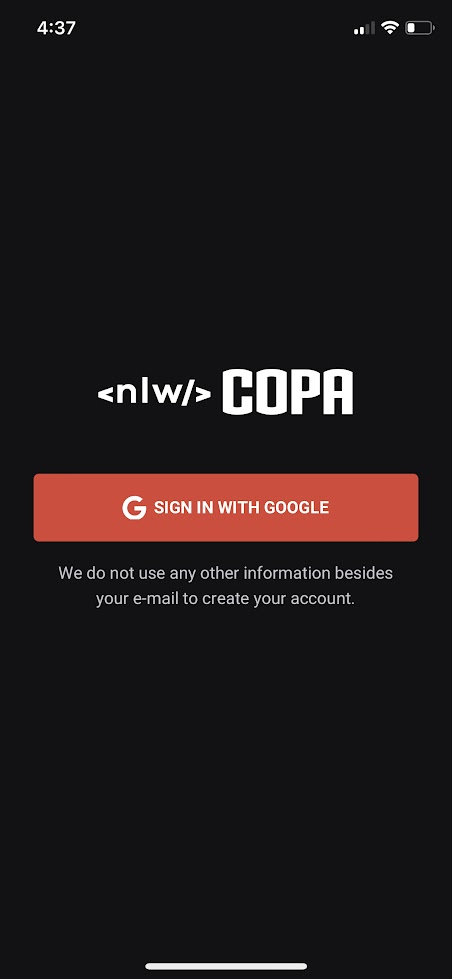 4:37
<nlw/> COPA
SIGN IN WITH GOOGLE
We do not use any other information besides
your e-mail to create your account.